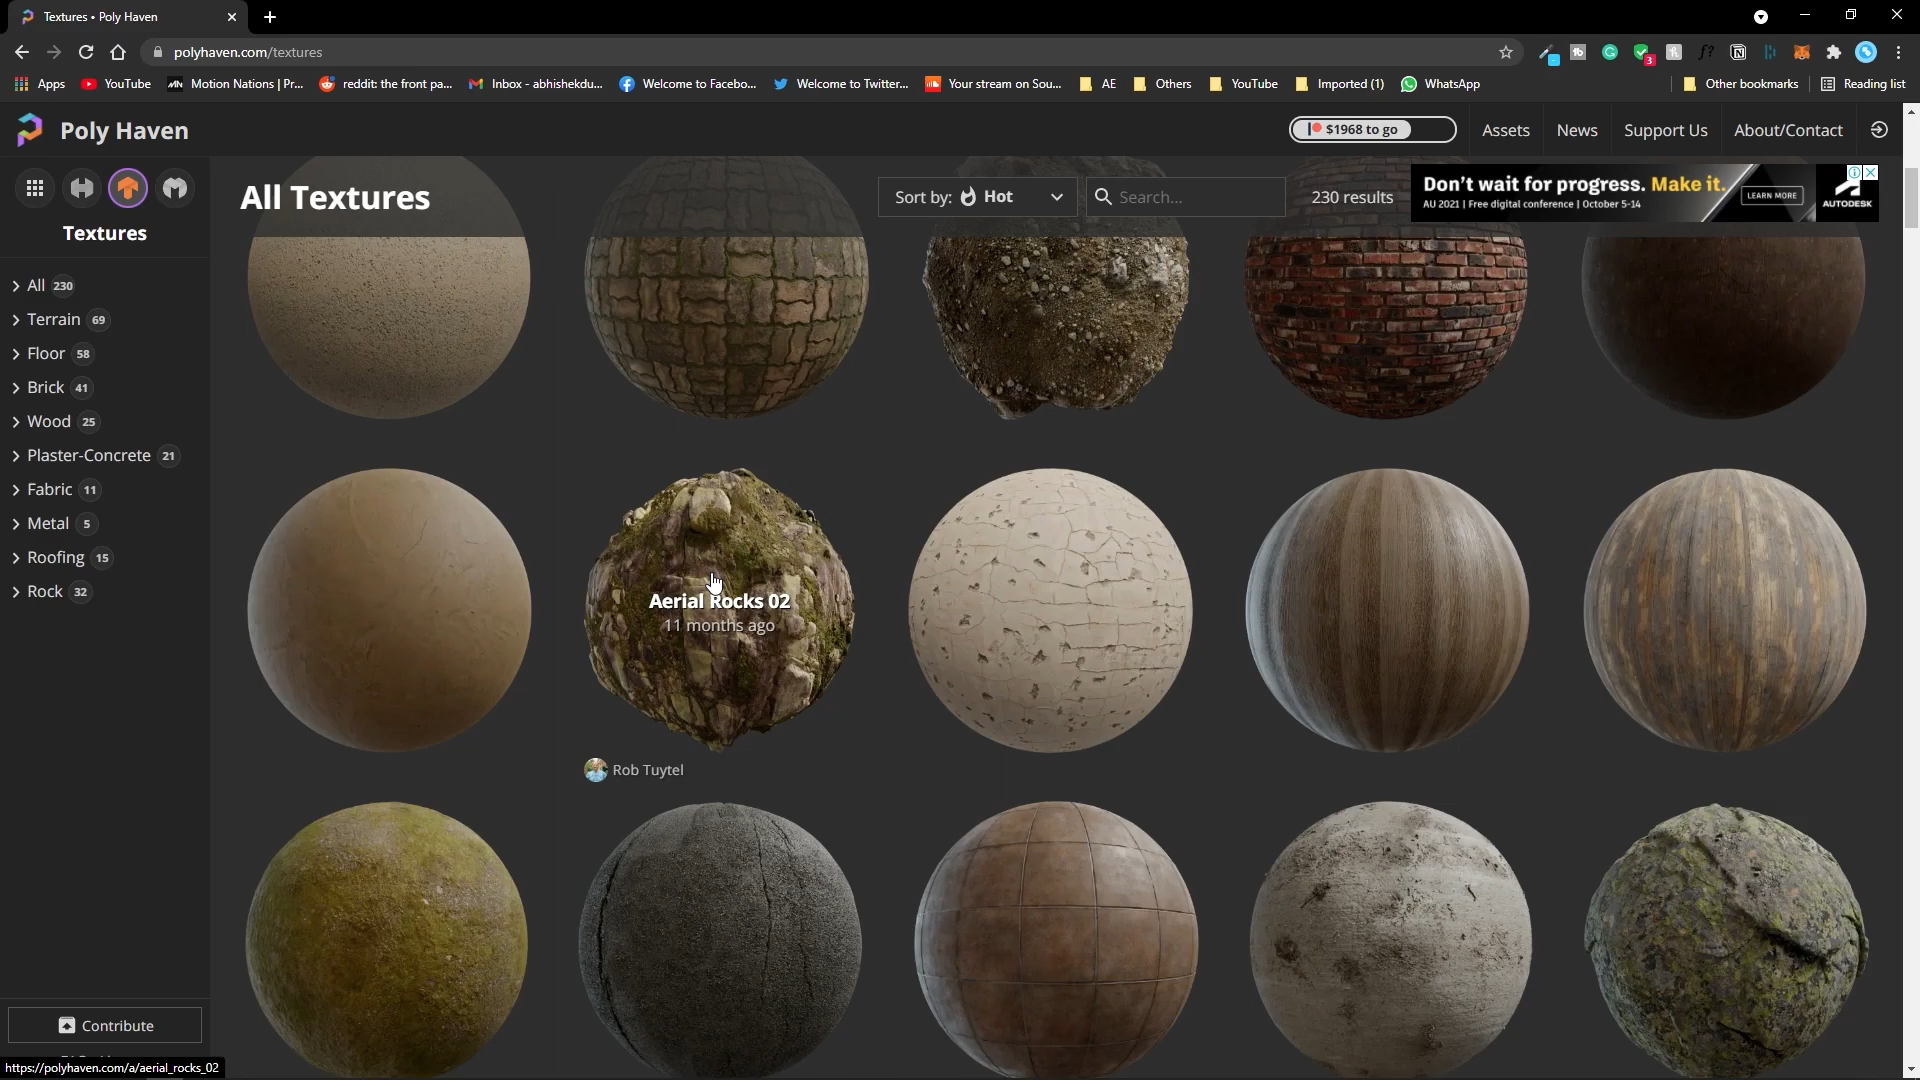 Textures • Poly Haven
polyhaven.com/textures
Apps
YouTube
Motion Nations | Pr...
reddit: the front pa...
Inbox - abhishekdu...
Welcome to Facebo...
Welcome to Twitter...
Your stream on Sou...
AE
Others
YouTube
Imported (1)
WhatsApp
Other bookmarks
Reading list
Poly Haven
$1968 to go
Assets
News
Support Us
About/Contact
All Textures
Sort by: Hot
Search...
230 results
Don't wait for progress. Make it.
AU 2021 | Free digital conference | October 5-14
LEARN MORE
AUTODESK
Textures
All 230
Terrain 69
Floor 58
Brick 41
Wood 25
Plaster-Concrete 21
Fabric 11
Metal 5
Roofing 15
Rock 32
Aerial Rocks 02
11 months ago
Rob Tuytel
Contribute
https://polyhaven.com/a/aerial_rocks_02